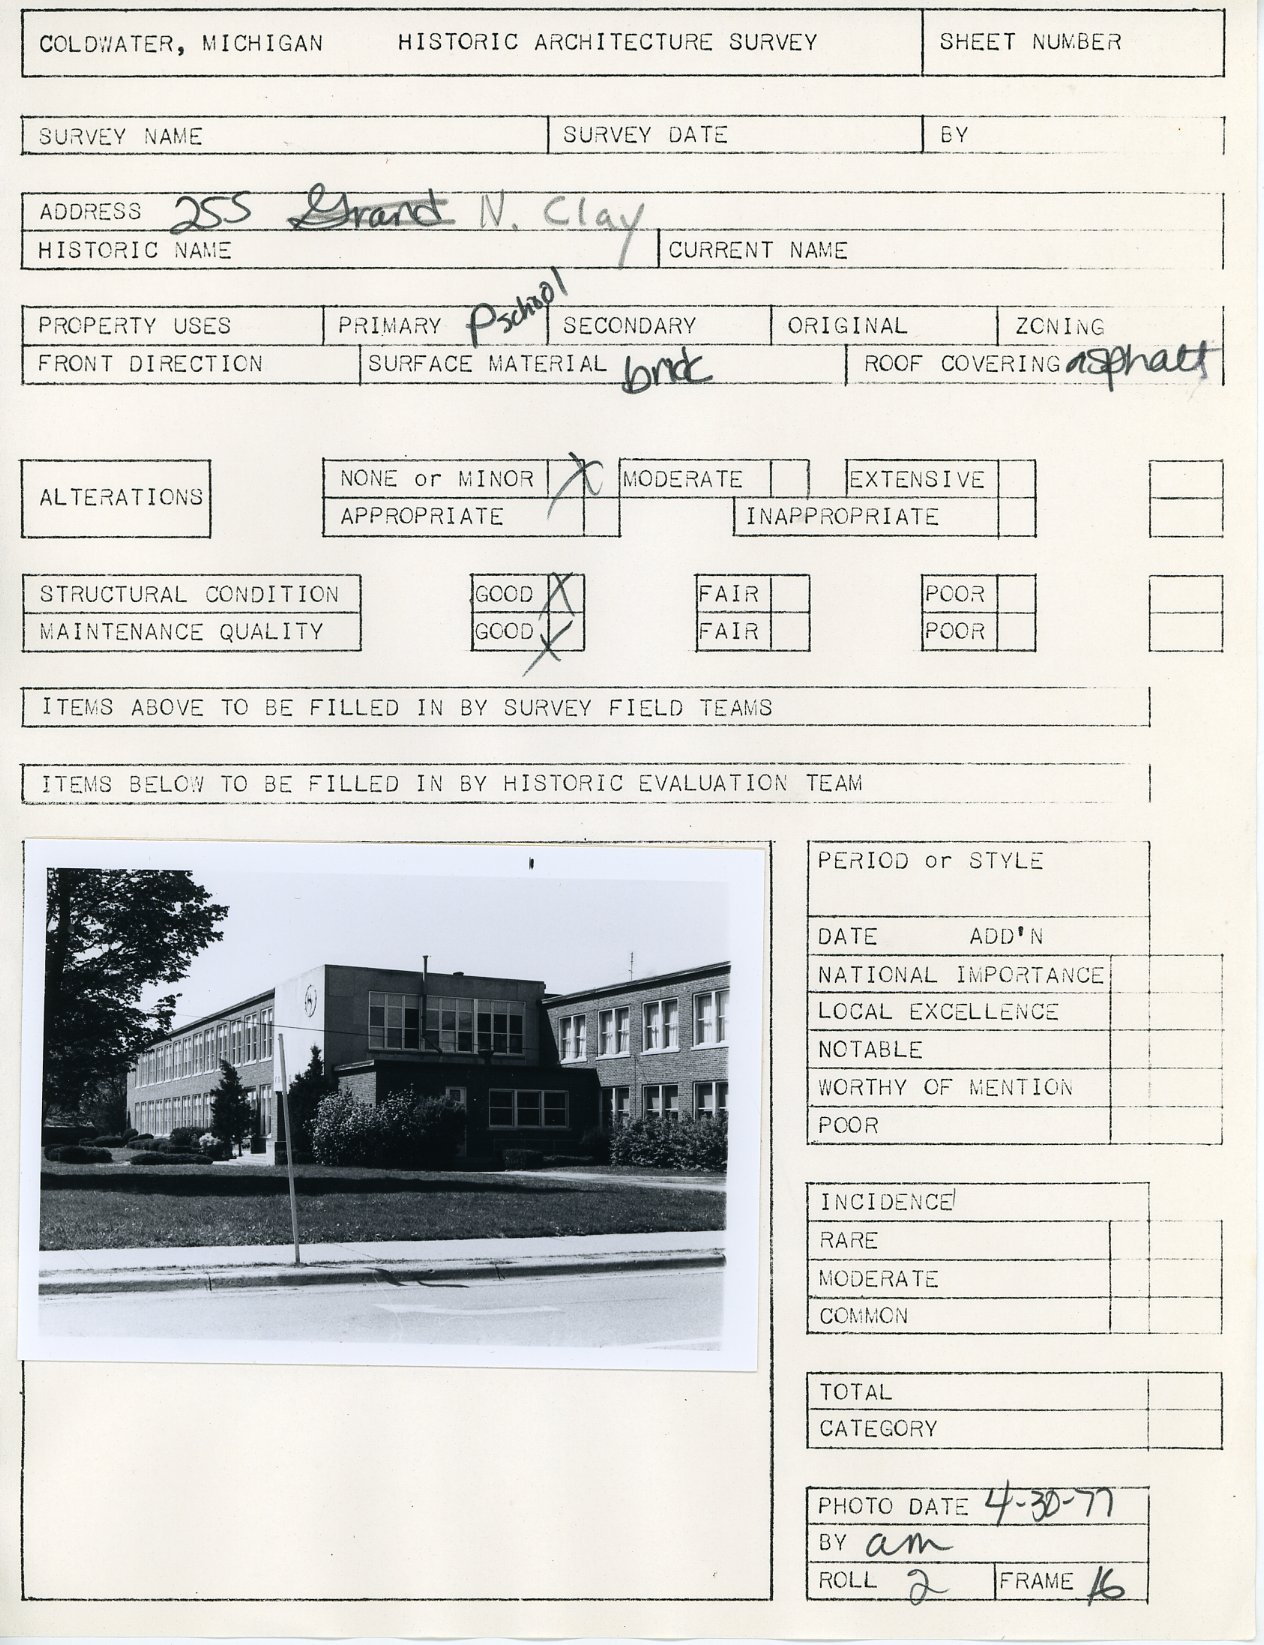 COLDWATER, MICHIGAN HISTORIC ARCHITECTURE SURVEY SHEET NUMBER
SURVEY NAME SURVEY DATE BY
ADDRESS 255 Grand N. Clay
HISTORIC NAME CURRENT NAME
PROPERTY USES PRIMARY P school SECONDARY ORIGINAL ZONING
FRONT DIRECTION SURFACE MATERIAL brick ROOF COVERING asphalt
ALTERATIONS NONE or MINOR X MODERATE EXTENSIVE
APPROPRIATE INAPPROPRIATE
STRUCTURAL CONDITION GOOD X FAIR POOR
MAINTENANCE QUALITY GOOD X FAIR POOR
ITEMS ABOVE TO BE FILLED IN BY SURVEY FIELD TEAMS
ITEMS BELOW TO BE FILLED IN BY HISTORIC EVALUATION TEAM
PERIOD or STYLE
DATE ADD'N
NATIONAL IMPORTANCE
LOCAL EXCELLENCE
NOTABLE
WORTHY OF MENTION
POOR
INCIDENCE
RARE
MODERATE
COMMON
TOTAL
CATEGORY
PHOTO DATE 4-30-77
BY am
ROLL 2 FRAME 16